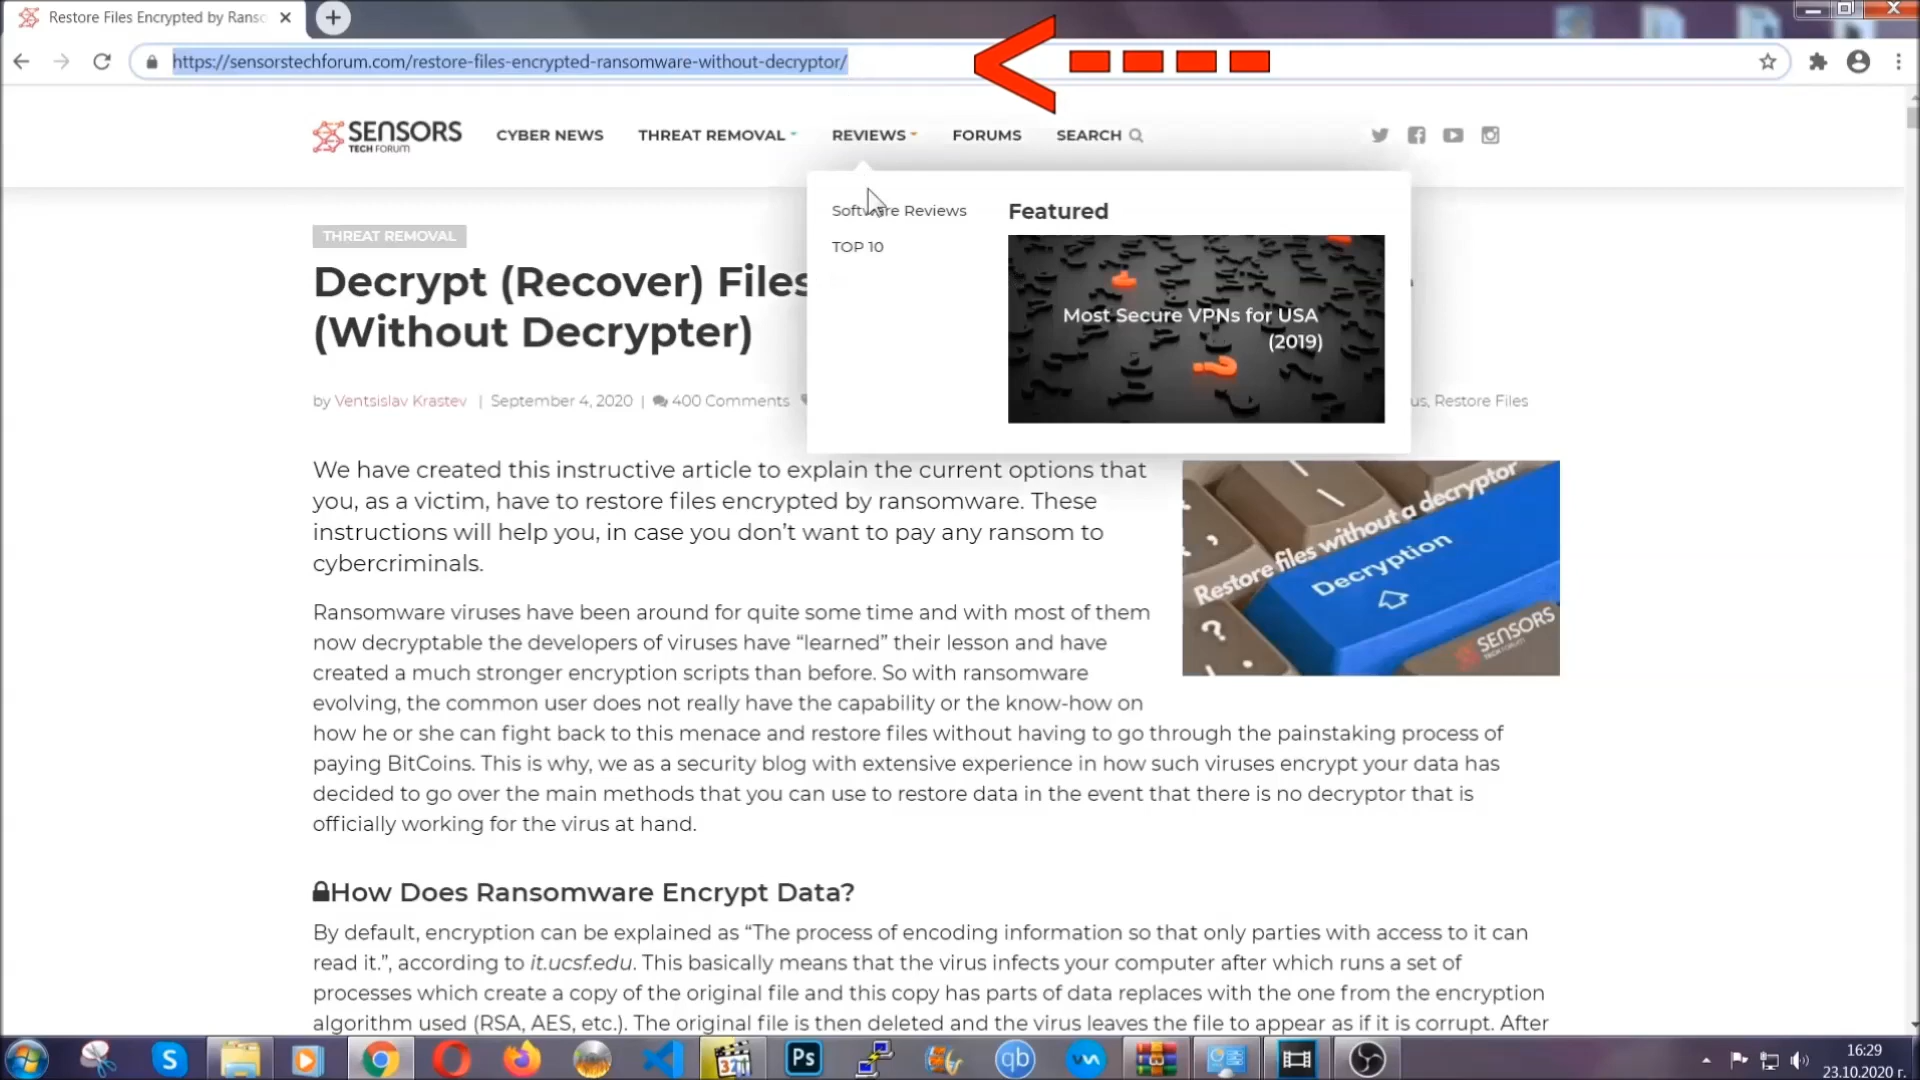 Restore Files Encrypted by Ranso
https://sensorstechforum.com/restore-files-encrypted-ransomware-without-decryptor/
SENSORS
TECH FORUM
CYBER NEWS
THREAT REMOVAL
REVIEWS
FORUMS
SEARCH
Software Reviews
TOP 10
Featured
Most Secure VPNs for USA
(2019)
THREAT REMOVAL
Decrypt (Recover) Files
(Without Decrypter)
by Ventsislav Krastev | September 4, 2020 | 400 Comments
us, Restore Files
We have created this instructive article to explain the current options that
you, as a victim, have to restore files encrypted by ransomware. These
instructions will help you, in case you don't want to pay any ransom to
cybercriminals.
Restore files without a decryptor
Decryption
SENSORS
TECH FORUM
Ransomware viruses have been around for quite some time and with most of them
now decryptable the developers of viruses have “learned” their lesson and have
created a much stronger encryption scripts than before. So with ransomware
evolving, the common user does not really have the capability or the know-how on
how he or she can fight back to this menace and restore files without having to go through the painstaking process of
paying BitCoins. This is why, we as a security blog with extensive experience in how such viruses encrypt your data has
decided to go over the main methods that you can use to restore data in the event that there is no decryptor that is
officially working for the virus at hand.
How Does Ransomware Encrypt Data?
By default, encryption can be explained as “The process of encoding information so that only parties with access to it can
read it.”, according to it.ucsf.edu. This basically means that the virus infects your computer after which runs a set of
processes which create a copy of the original file and this copy has parts of data replaces with the one from the encryption
algorithm used (RSA, AES, etc.). The original file is then deleted and the virus leaves the file to appear as if it is corrupt. After
S
321
Ps
qb
16:29
23.10.2020 г.